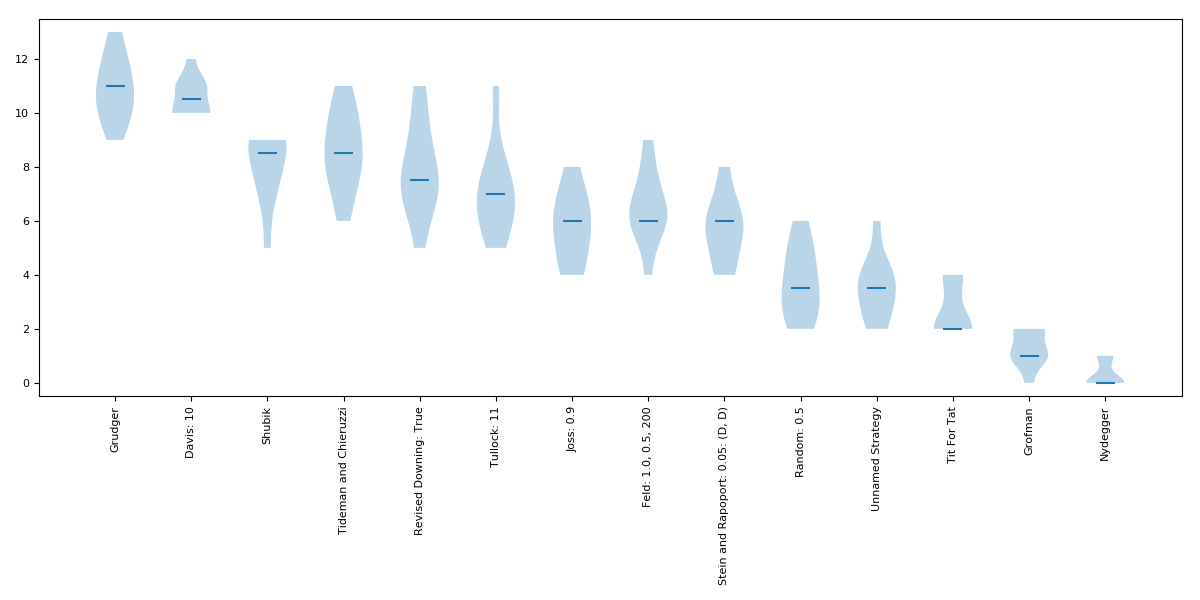 12
10
8
6
4
2
0
Grudger
Davis: 10
Shubik
Tideman and Chieruzzi
Revised Downing: True
Tullock: 11
Joss: 0.9
Feld: 1.0, 0.5, 200
Stein and Rapoport: 0.05: (D, D)
Random: 0.5
Unnamed Strategy
Tit For Tat
Grofman
Nydegger